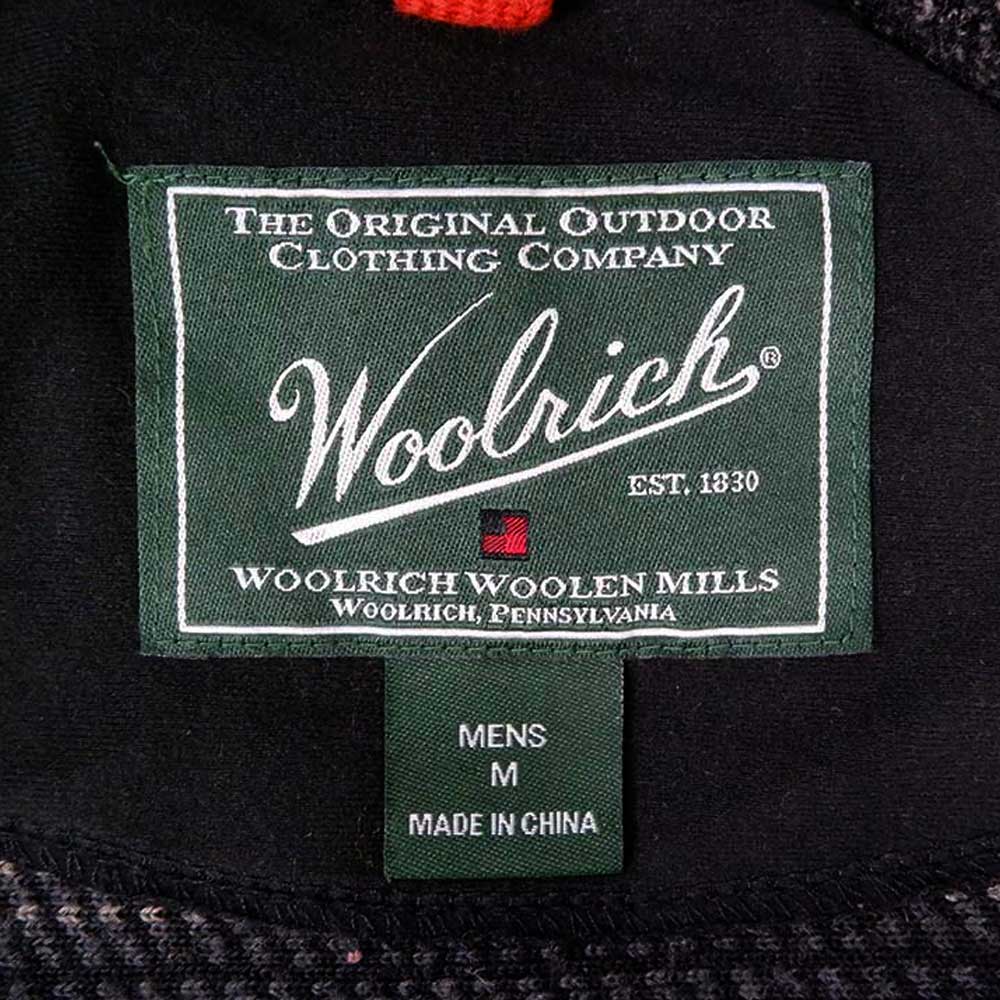 THE ORIGINAL OUTDOOR
CLOTHING COMPANY
Woolrich®
EST. 1830
WOOLRICH WOOLEN MILLS
WOOLRICH, PENNSYLVANIA
MENS
M
MADE IN CHINA